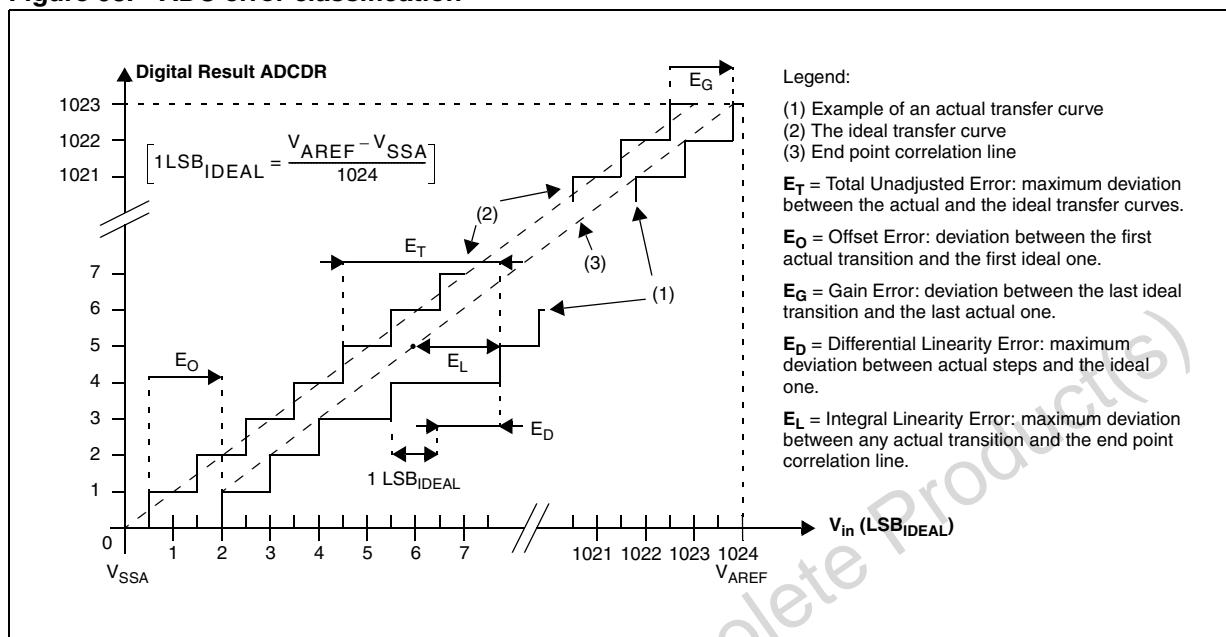 Digital Result ADCDR
E_G
1023
1022
1021
1LSB_IDEAL = V_AREF – V_SSA
1024
(2)
E_T
(3)
(1)
7
6
5
4
3
2
1
E_O
E_L
E_D
1 LSB_IDEAL
0
1 2 3 4 5 6 7 1021 1022 1023 1024
V_in (LSB_IDEAL)
V_SSA
V_AREF
Legend:
(1) Example of an actual transfer curve
(2) The ideal transfer curve
(3) End point correlation line
E_T = Total Unadjusted Error: maximum deviation
between the actual and the ideal transfer curves.
E_O = Offset Error: deviation between the first
actual transition and the first ideal one.
E_G = Gain Error: deviation between the last ideal
transition and the last actual one.
E_D = Differential Linearity Error: maximum
deviation between actual steps and the ideal
one.
E_L = Integral Linearity Error: maximum deviation
between any actual transition and the end point
correlation line.
Product(s)